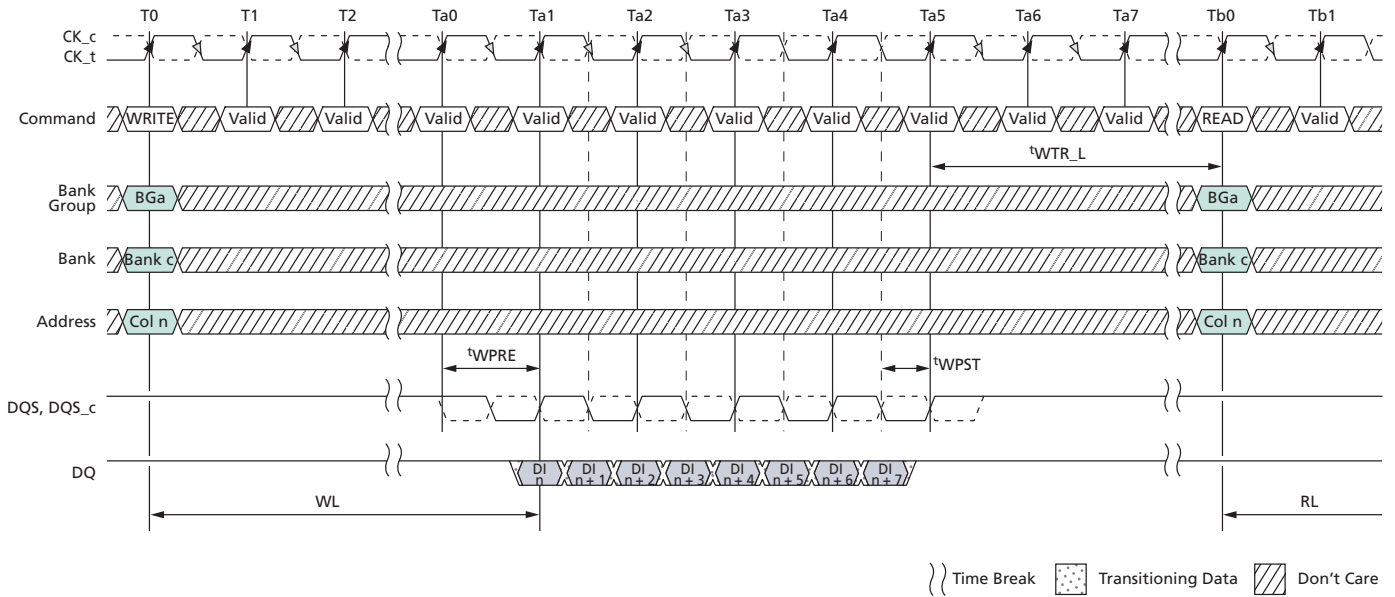 T0 T1 T2 Ta0 Ta1 Ta2 Ta3 Ta4 Ta5 Ta6 Ta7 Tb0 Tb1
CK_c
CK_t
Command WRITE Valid Valid Valid Valid Valid Valid Valid Valid Valid Valid READ Valid
tWTR_L
Bank
Group
BGa BGa
Bank Bank c Bank c
Address Col n Col n
tWPRE tWPST
DQS, DQS_c
DQ
DI DI DI DI DI DI DI DI
n n + 1 n + 2 n + 3 n + 4 n + 5 n + 6 n + 7
WL RL
Time Break Transitioning Data Don't Care